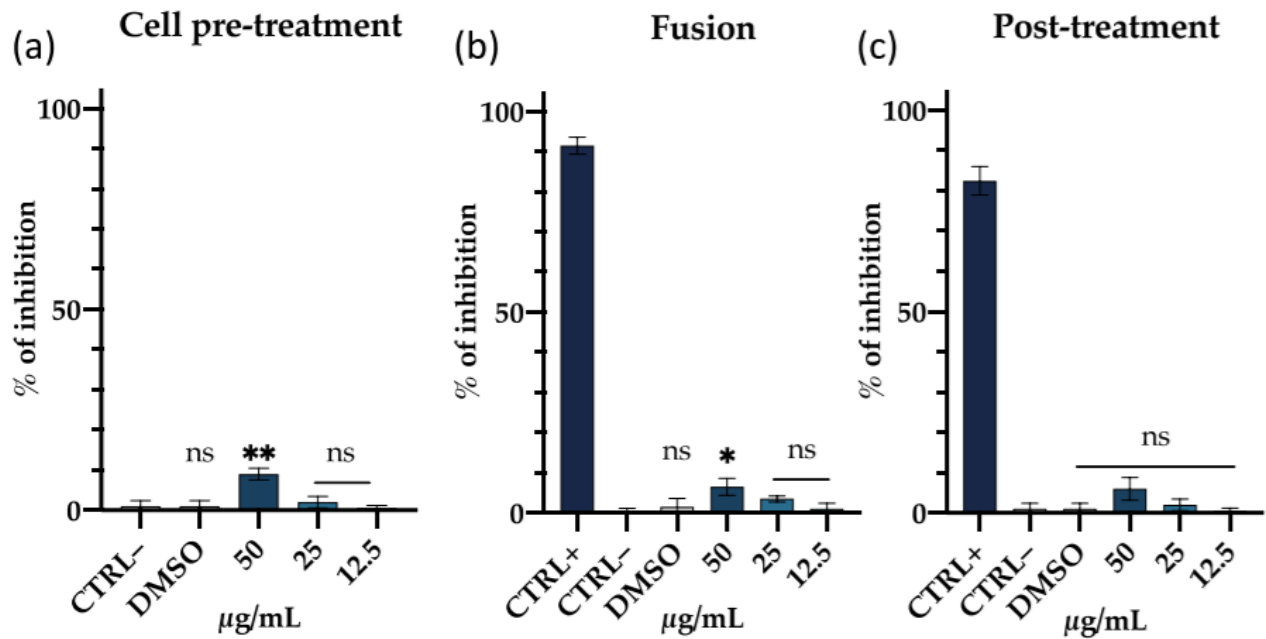 (a) Cell pre-treatment
% of inhibition
100
50
0
ns ** ns
CTRL− DMSO 50 25 12.5
µg/mL
(b) Fusion
% of inhibition
100
50
0
ns * ns
CTRL+ CTRL− DMSO 50 25 12.5
µg/mL
(c) Post-treatment
% of inhibition
100
50
0
ns
CTRL+ CTRL− DMSO 50 25 12.5
µg/mL